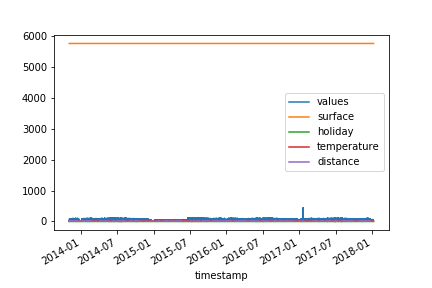 6000
5000
4000
3000
2000
1000
0
values
surface
holiday
temperature
distance
2014-01
2014-07
2015-01
2015-07
2016-01
2016-07
2017-01
2017-07
2018-01
timestamp